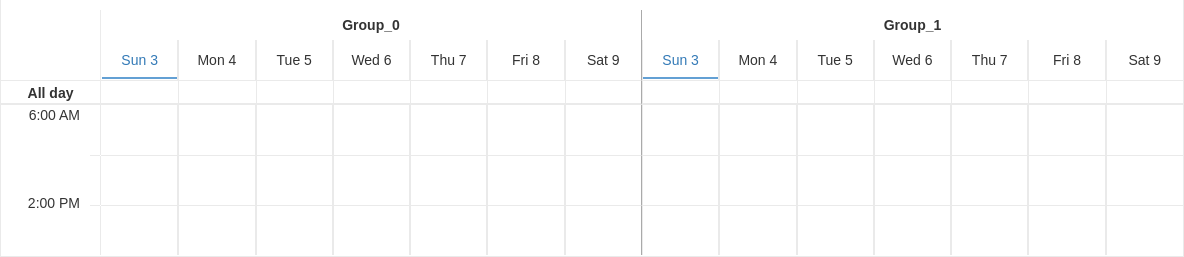 Group_0 Group_1
Sun 3 Mon 4 Tue 5 Wed 6 Thu 7 Fri 8 Sat 9 Sun 3 Mon 4 Tue 5 Wed 6 Thu 7 Fri 8 Sat 9
All day
6:00 AM
2:00 PM